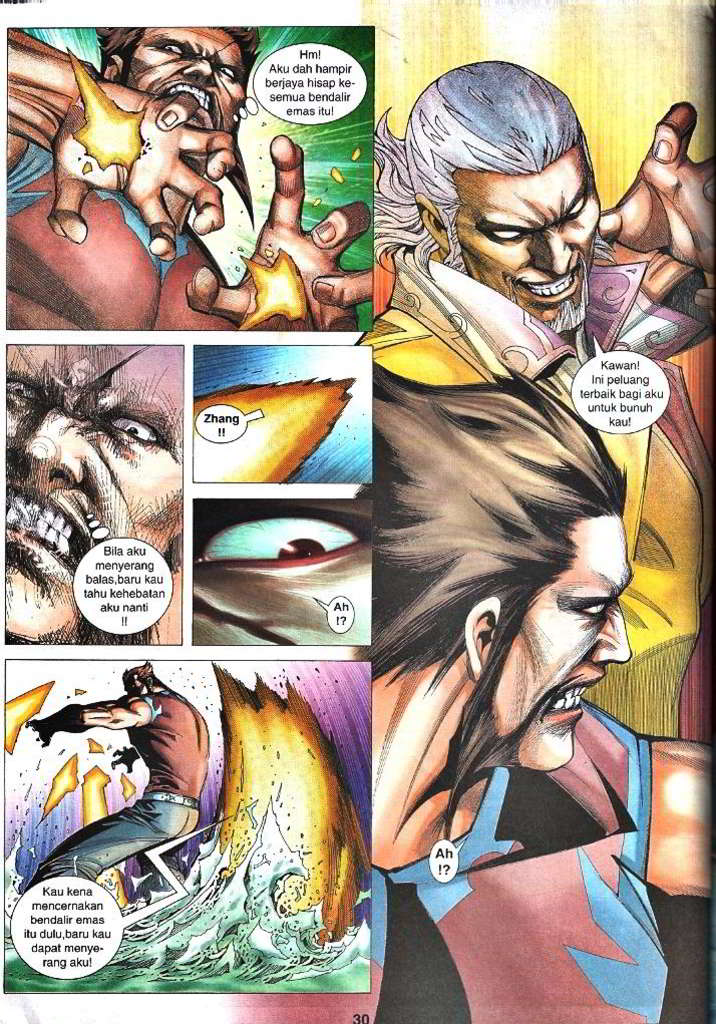 Hm!
Aku dah hampir
berjaya hisap ke-
semua bendalir
emas itu!
Zhang
!!
Bila aku
menyerang
balas,baru kau
tahu kehebatan
aku nanti
!!
Ah
!?
Kau kena
mencernakan
bendalir emas
itu dulu,baru kau
dapat menye-
rang aku!
Kawan!
Ini peluang
terbaik bagi aku
untuk bunuh
kau!
Ah
!?
30